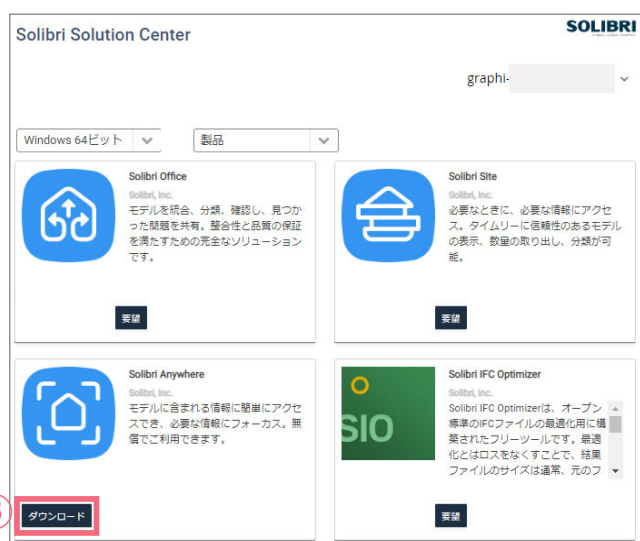 Solibri Solution Center
SOLIBRI
graphi-
Windows 64ビット
製品
Solibri Office
Solibri, Inc.
モデルを統合、分類、確認し、見つか
った問題を共有。整合性と品質の保証
を満たすための完全なソリューション
です。
要望
Solibri Site
Solibri, Inc.
必要なときに、必要な情報にアクセ
ス。タイムリーに信頼性のあるモデル
の表示、数量の取り出し、分類が可
能。
要望
Solibri Anywhere
Solibri, Inc.
モデルに含まれる情報に簡単にアクセ
スでき、必要な情報にフォーカス。無
償でご利用できます。
ダウンロード
SIO
Solibri IFC Optimizer
Solibri, Inc.
Solibri IFC Optimizerは、オープン
標準のIFCファイルの最適化用に構
築されたフリーツールです。最適
化とはロスをなくすことで、結果
ファイルのサイズは通常、元のフ
要望